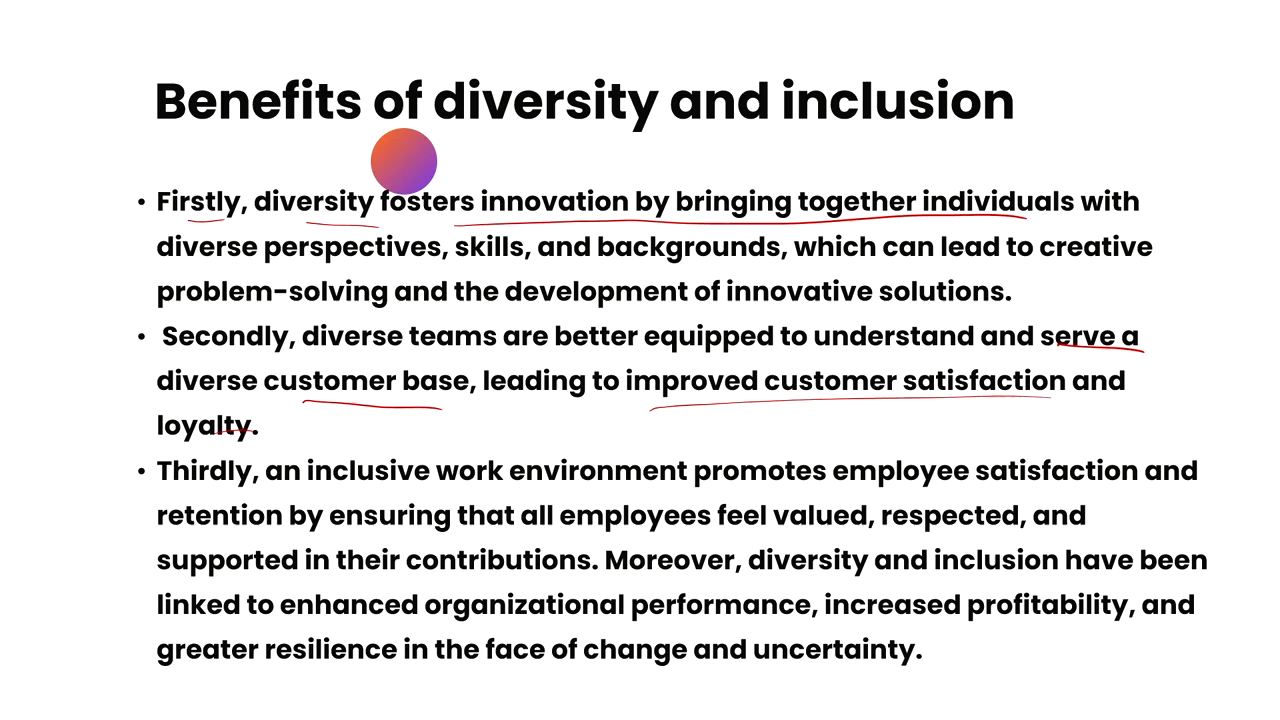 Benefits of diversity and inclusion
• Firstly, diversity fosters innovation by bringing together individuals with
diverse perspectives, skills, and backgrounds, which can lead to creative
problem-solving and the development of innovative solutions.
• Secondly, diverse teams are better equipped to understand and serve a
diverse customer base, leading to improved customer satisfaction and
loyalty.
• Thirdly, an inclusive work environment promotes employee satisfaction and
retention by ensuring that all employees feel valued, respected, and
supported in their contributions. Moreover, diversity and inclusion have been
linked to enhanced organizational performance, increased profitability, and
greater resilience in the face of change and uncertainty.